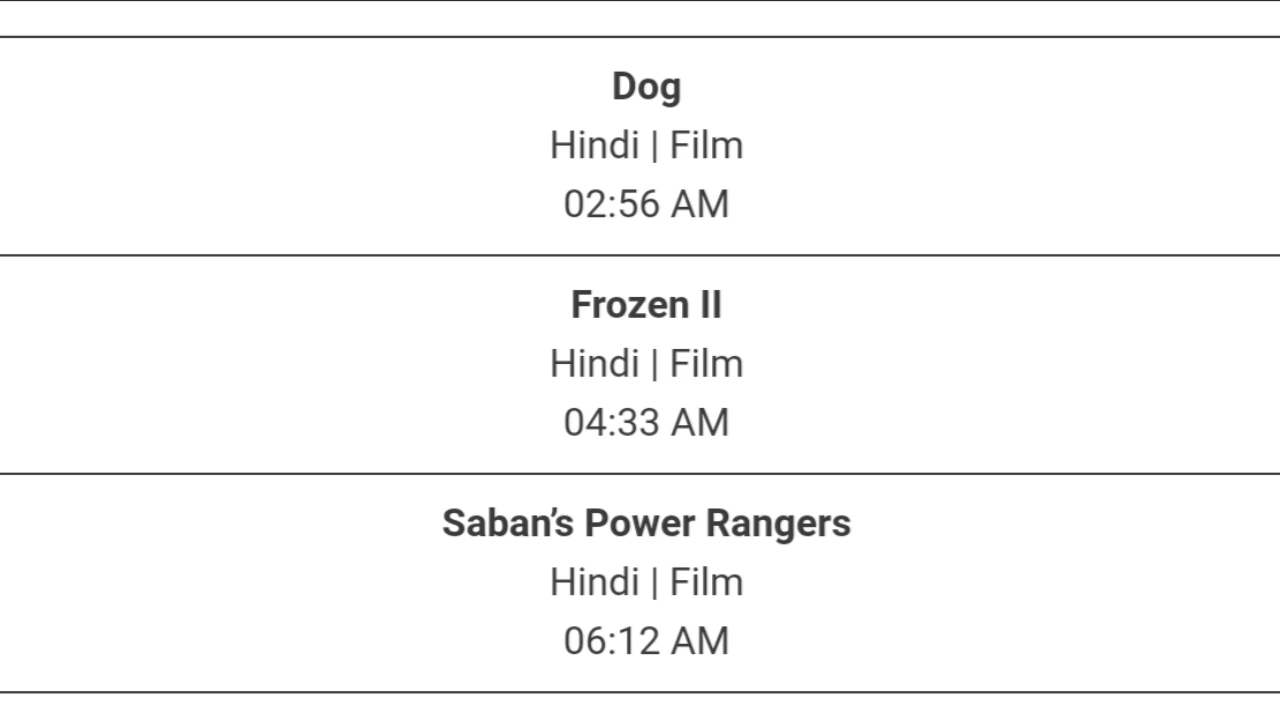 Dog
Hindi | Film
02:56 AM
Frozen II
Hindi | Film
04:33 AM
Saban’s Power Rangers
Hindi | Film
06:12 AM